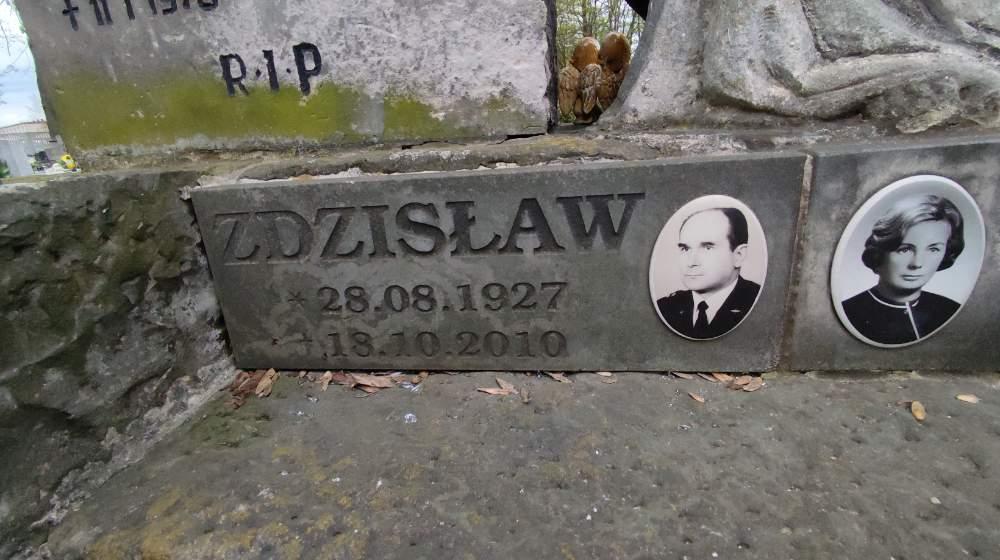 R·I·P
ZDZISŁAW
* 28.08.1927
† 18.10.2010